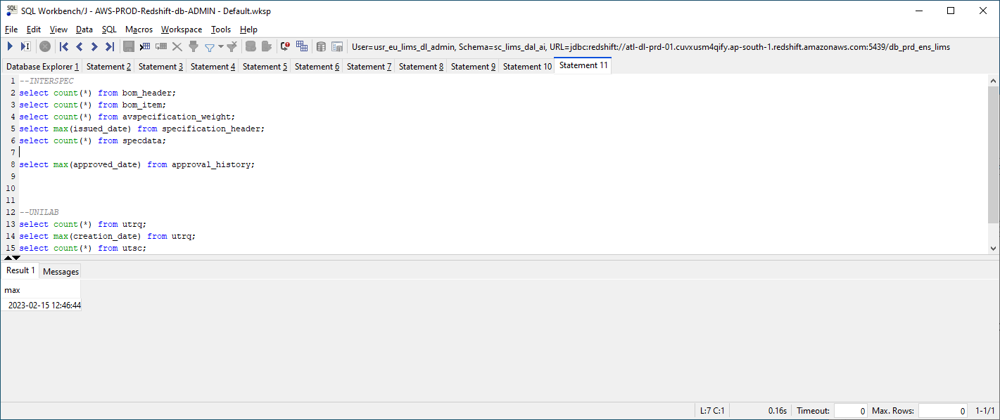 SQL Workbench/J - AWS-PROD-Redshift-db-ADMIN - Default.wksp
File Edit View Data SQL Macros Workspace Tools Help
User=usr_eu_lims_dl_admin, Schema=sc_lims_dal_ai, URL=jdbc:redshift://atl-dl-prd-01.cuvxusm4qify.ap-south-1.redshift.amazonaws.com:5439/db_prd_ens_lims
Database Explorer 1 Statement 2 Statement 3 Statement 4 Statement 5 Statement 6 Statement 7 Statement 8 Statement 9 Statement 10 Statement 11
1 --INTERSPEC
2 select count(*) from bom_header;
3 select count(*) from bom_item;
4 select count(*) from avspecification_weight;
5 select max(issued_date) from specification_header;
6 select count(*) from specdata;
7
8 select max(approved_date) from approval_history;
9
10
11
12 --UNILAB
13 select count(*) from utrq;
14 select max(creation_date) from utrq;
15 select count(*) from utsc;
Result 1 Messages
max
2023-02-15 12:46:44
L:7 C:1 0.16s Timeout: 0 Max. Rows: 0 1-1/1